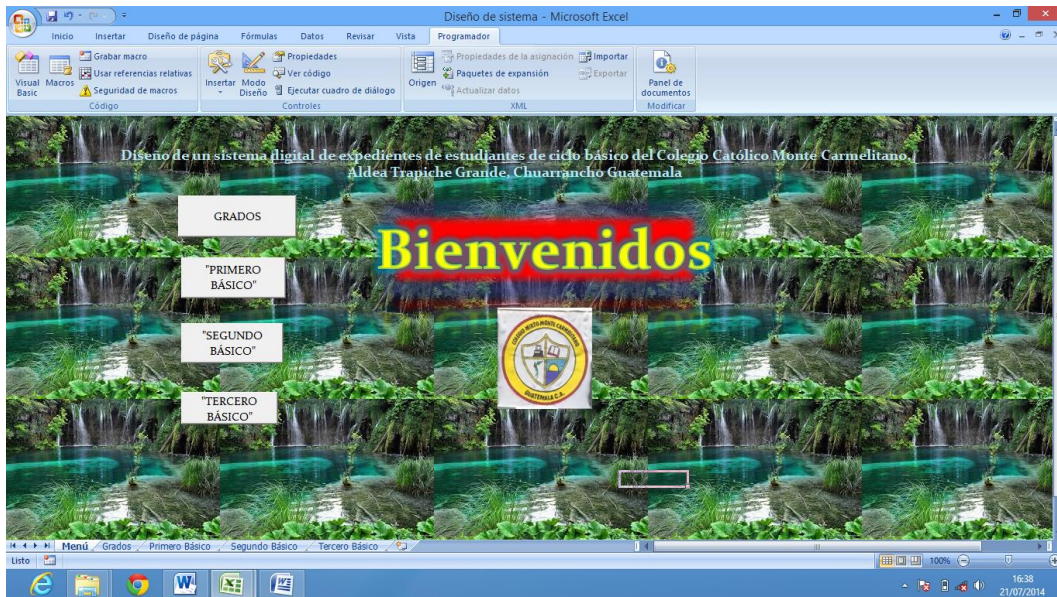 Diseño de sistema - Microsoft Excel
Inicio Insertar Diseño de página Fórmulas Datos Revisar Vista Programador
Visual Basic
Macros
Grabar macro
Usar referencias relativas
Seguridad de macros
Código
Insertar
Modo Diseño
Propiedades
Ver código
Ejecutar cuadro de diálogo
Controles
Origen
Propiedades de la asignación
Paquetes de expansión
Actualizar datos
Importar
Exportar
XML
Panel de documentos
Modificar
Diseño de un sistema digital de expedientes de estudiantes de ciclo básico del Colegio Católico Monte Carmelitano,
Aldea Trapiche Grande, Chuarrancho Guatemala
GRADOS
Bienvenidos
"PRIMERO
BÁSICO"
"SEGUNDO
BÁSICO"
COLEGIO MIXTO MONTE CARMELITANO
GUATEMALA C.A.
"TERCERO
BÁSICO"
Menú Grados Primero Básico Segundo Básico Tercero Básico
Listo
100%
16:38
21/07/2014